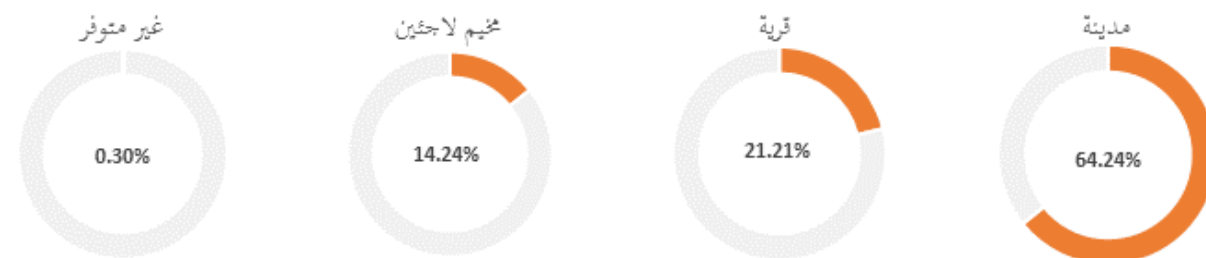 مدينة
قرية
مخيم لاجئين
غير متوفر
64.24%
21.21%
14.24%
0.30%